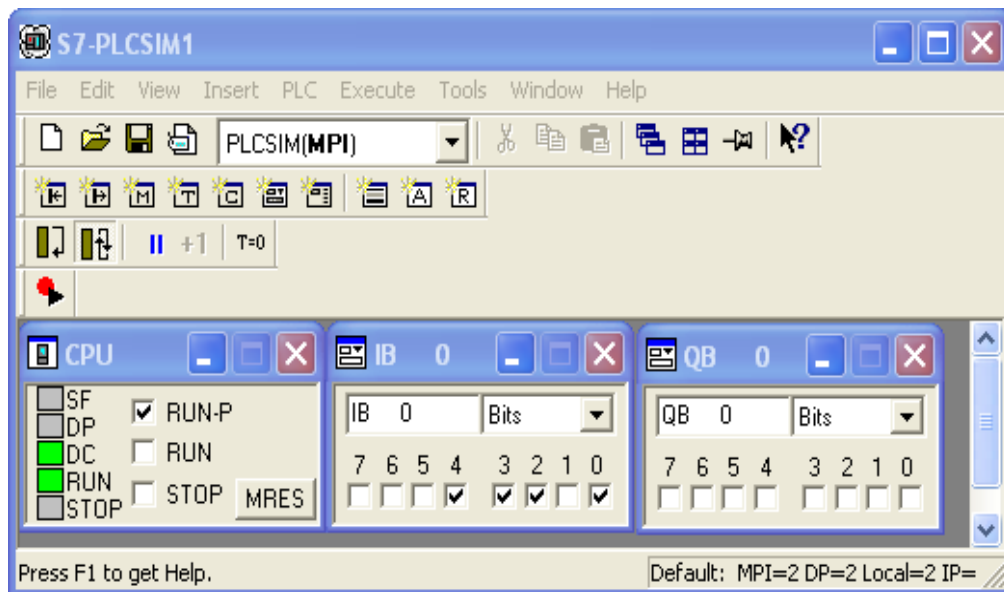 S7-PLCSIM1
File Edit View Insert PLC Execute Tools Window Help
PLCSIM(MPI)
M T C A R
+1 T=0
CPU
SF
DP
DC
RUN
STOP
RUN-P
RUN
STOP MRES
IB 0
IB 0 Bits
7 6 5 4 3 2 1 0
QB 0
QB 0 Bits
7 6 5 4 3 2 1 0
Press F1 to get Help. Default: MPI=2 DP=2 Local=2 IP=